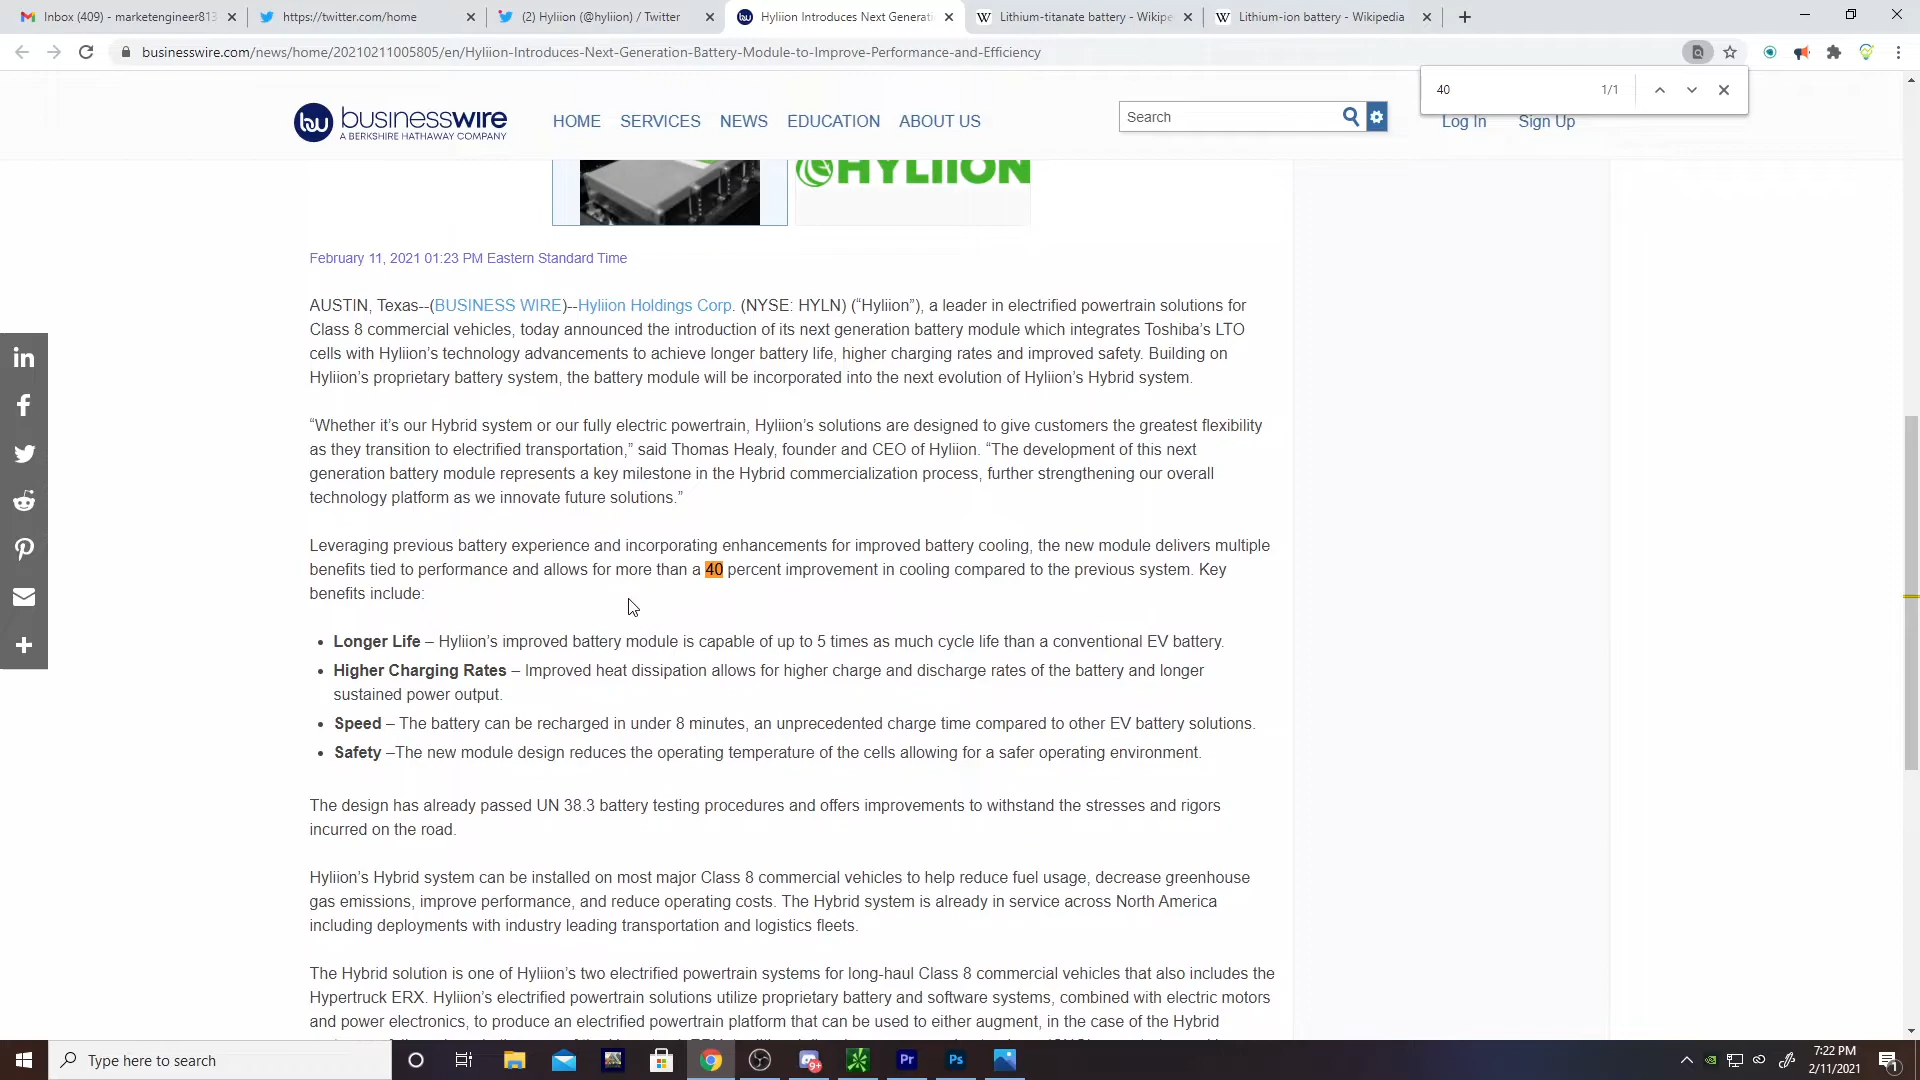 Inbox (409) - marketengineer813
https://twitter.com/home
(2) Hyliion (@hyliion) / Twitter
Hyliion Introduces Next Generati
Lithium-titanate battery - Wikipe
Lithium-ion battery - Wikipedia
businesswire.com/news/home/20210211005805/en/Hyliion-Introduces-Next-Generation-Battery-Module-to-Improve-Performance-and-Efficiency
40 1/1
bw businesswire
A BERKSHIRE HATHAWAY COMPANY
HOME SERVICES NEWS EDUCATION ABOUT US
Search
Log In Sign Up
HYLIION
February 11, 2021 01:23 PM Eastern Standard Time
AUSTIN, Texas--(BUSINESS WIRE)--Hyliion Holdings Corp. (NYSE: HYLN) (“Hyliion”), a leader in electrified powertrain solutions for
Class 8 commercial vehicles, today announced the introduction of its next generation battery module which integrates Toshiba’s LTO
cells with Hyliion’s technology advancements to achieve longer battery life, higher charging rates and improved safety. Building on
Hyliion’s proprietary battery system, the battery module will be incorporated into the next evolution of Hyliion’s Hybrid system.
“Whether it’s our Hybrid system or our fully electric powertrain, Hyliion’s solutions are designed to give customers the greatest flexibility
as they transition to electrified transportation,” said Thomas Healy, founder and CEO of Hyliion. “The development of this next
generation battery module represents a key milestone in the Hybrid commercialization process, further strengthening our overall
technology platform as we innovate future solutions.”
Leveraging previous battery experience and incorporating enhancements for improved battery cooling, the new module delivers multiple
benefits tied to performance and allows for more than a 40 percent improvement in cooling compared to the previous system. Key
benefits include:
• Longer Life – Hyliion’s improved battery module is capable of up to 5 times as much cycle life than a conventional EV battery.
• Higher Charging Rates – Improved heat dissipation allows for higher charge and discharge rates of the battery and longer
sustained power output.
• Speed – The battery can be recharged in under 8 minutes, an unprecedented charge time compared to other EV battery solutions.
• Safety –The new module design reduces the operating temperature of the cells allowing for a safer operating environment.
The design has already passed UN 38.3 battery testing procedures and offers improvements to withstand the stresses and rigors
incurred on the road.
Hyliion’s Hybrid system can be installed on most major Class 8 commercial vehicles to help reduce fuel usage, decrease greenhouse
gas emissions, improve performance, and reduce operating costs. The Hybrid system is already in service across North America
including deployments with industry leading transportation and logistics fleets.
The Hybrid solution is one of Hyliion’s two electrified powertrain systems for long-haul Class 8 commercial vehicles that also includes the
Hypertruck ERX. Hyliion’s electrified powertrain solutions utilize proprietary battery and software systems, combined with electric motors
and power electronics, to produce an electrified powertrain platform that can be used to either augment, in the case of the Hybrid
Type here to search
9+
Pr
Ps
7:22 PM
2/11/2021
1